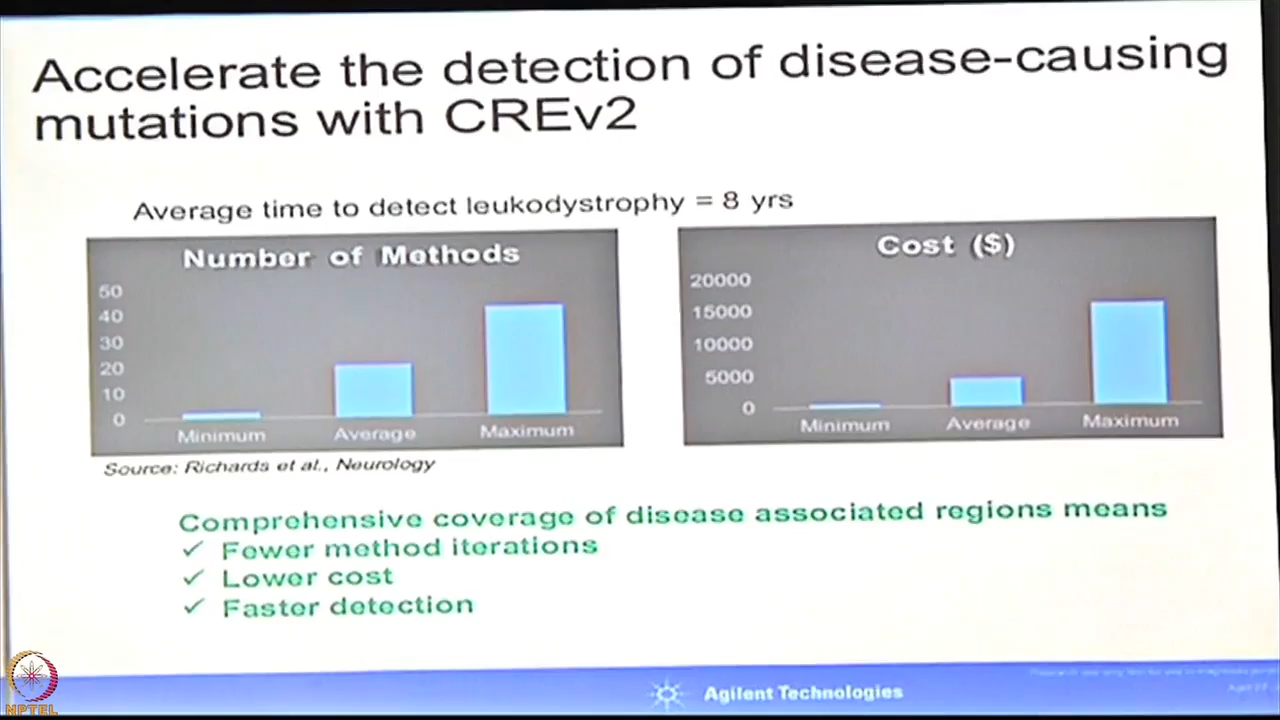 Accelerate the detection of disease-causing
mutations with CREv2
Average time to detect leukodystrophy = 8 yrs
Number of Methods
50
40
30
20
10
0
Minimum Average Maximum
Cost ($)
20000
15000
10000
5000
0
Minimum Average Maximum
Source: Richards et al., Neurology
Comprehensive coverage of disease associated regions means
✓ Fewer method iterations
✓ Lower cost
✓ Faster detection
Agilent Technologies
NPTEL